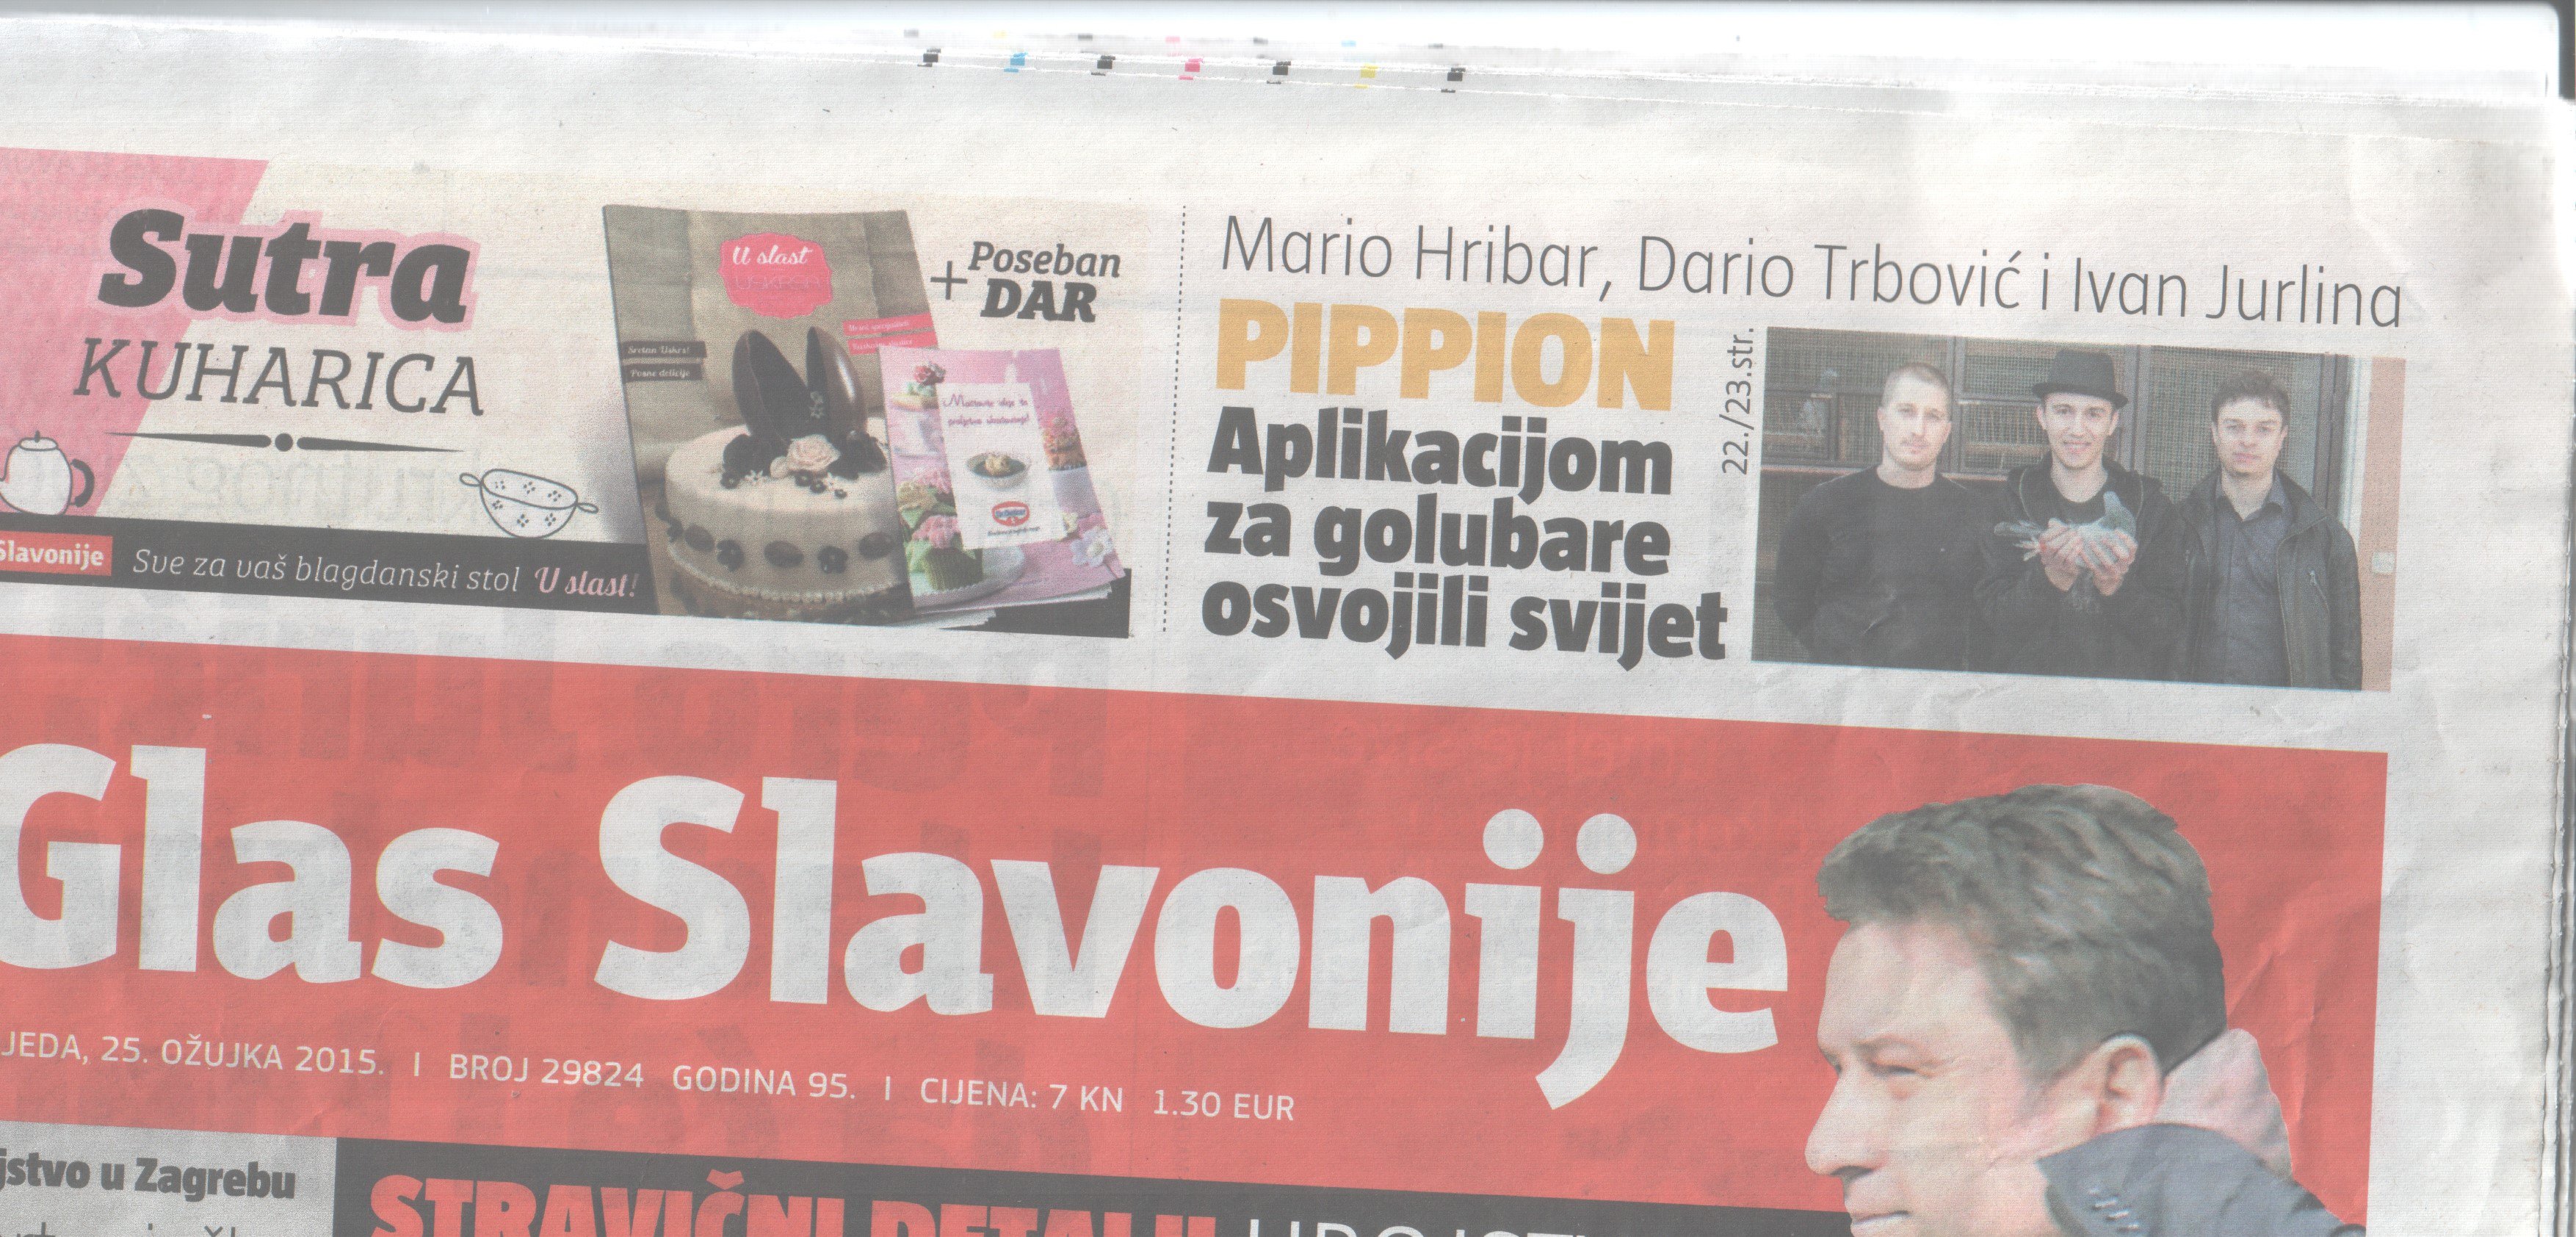 Sutra
KUHARICA
Slavonije
Sve za vaš blagdanski stol U slast!
U slast
Sretan Uskrs!
Posne delicije
+ Poseban
DAR
Dr. Oetker
Mario Hribar, Dario Trbović i Ivan Jurlina
PIPPION
Aplikacijom
za golubare
osvojili svijet
22./23.str.
Glas Slavonije
JEDA, 25. OŽUJKA 2015. I BROJ 29824 GODINA 95. I CIJENA: 7 KN 1.30 EUR
jstvo u Zagrebu
STRAVIČNI DETALJI